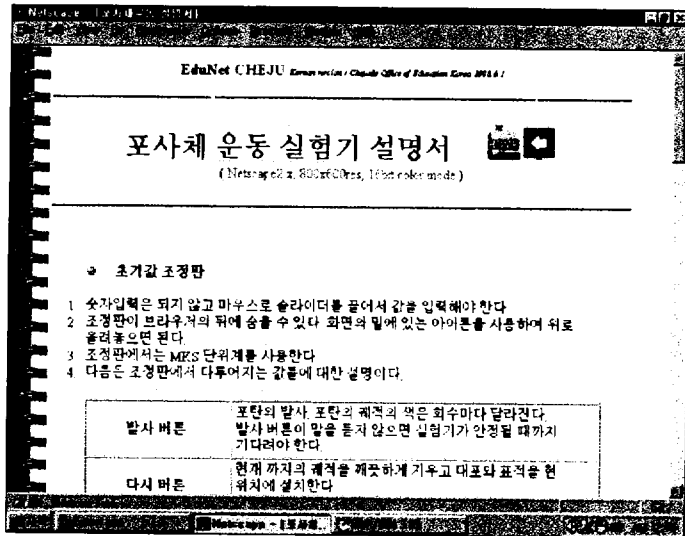 Netscape
EduNet CHEJU
포사체 운동 실험기 설명서
( Netscape2.x, 800x600res, 16bit color mode )
초기값 조정판
1 숫자입력은 되지 않고 마우스로 슬라이더를 끌어서 값을 입력해야 한다
2 조정판이 브라우저의 뒤에 숨을 수 있다 화면의 밑에 있는 아이콘을 사용하여 위로
올려놓으면 된다.
3 조정판에서는 MKS 단위계를 사용한다
4 다음은 조정판에서 다루어지는 값들에 대한 설명이다.
발사 버튼
포탄의 발사. 포탄의 궤적의 색은 회수마다 달라진다.
발사 버튼이 말을 듣지 않으면 실험기가 안정될 때까지
기다려야 한다.
다시 버튼
현재 까지의 궤적을 깨끗하게 지우고 대포와 표적을 현
위치에 설치한다
Netscape - [포사체